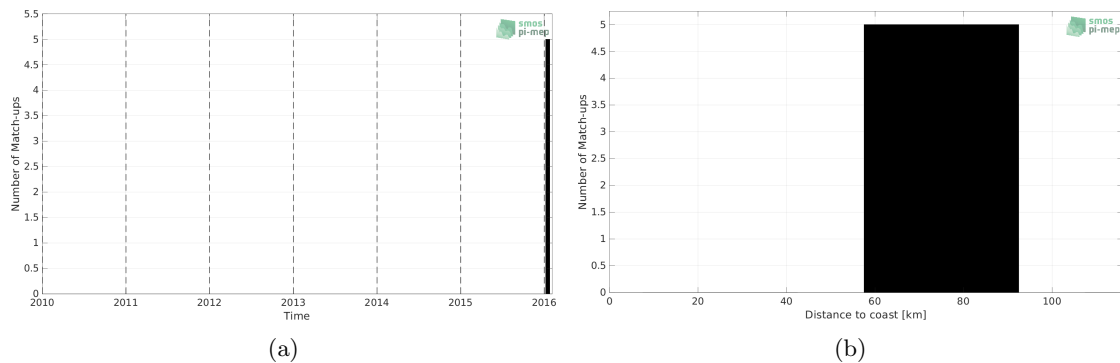 5.5
5
4.5
4
3.5
3
2.5
2
1.5
1
0.5
0
Number of Match-ups
2010 2011 2012 2013 2014 2015 2016
Time
smos
pi-mep
(a)
5
4.5
4
3.5
3
2.5
2
1.5
1
0.5
0
Number of Match-ups
0 20 40 60 80 100
Distance to coast [km]
smos
pi-mep
(b)